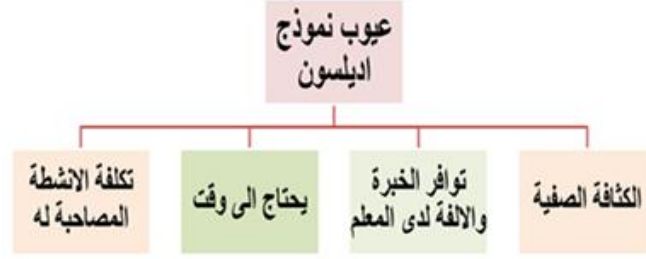 عيوب نموذج
اديلسون
الكثافة الصفية
توافر الخبرة
والالفة لدى المعلم
يحتاج الى وقت
تكلفة الانشطة
المصاحبة له